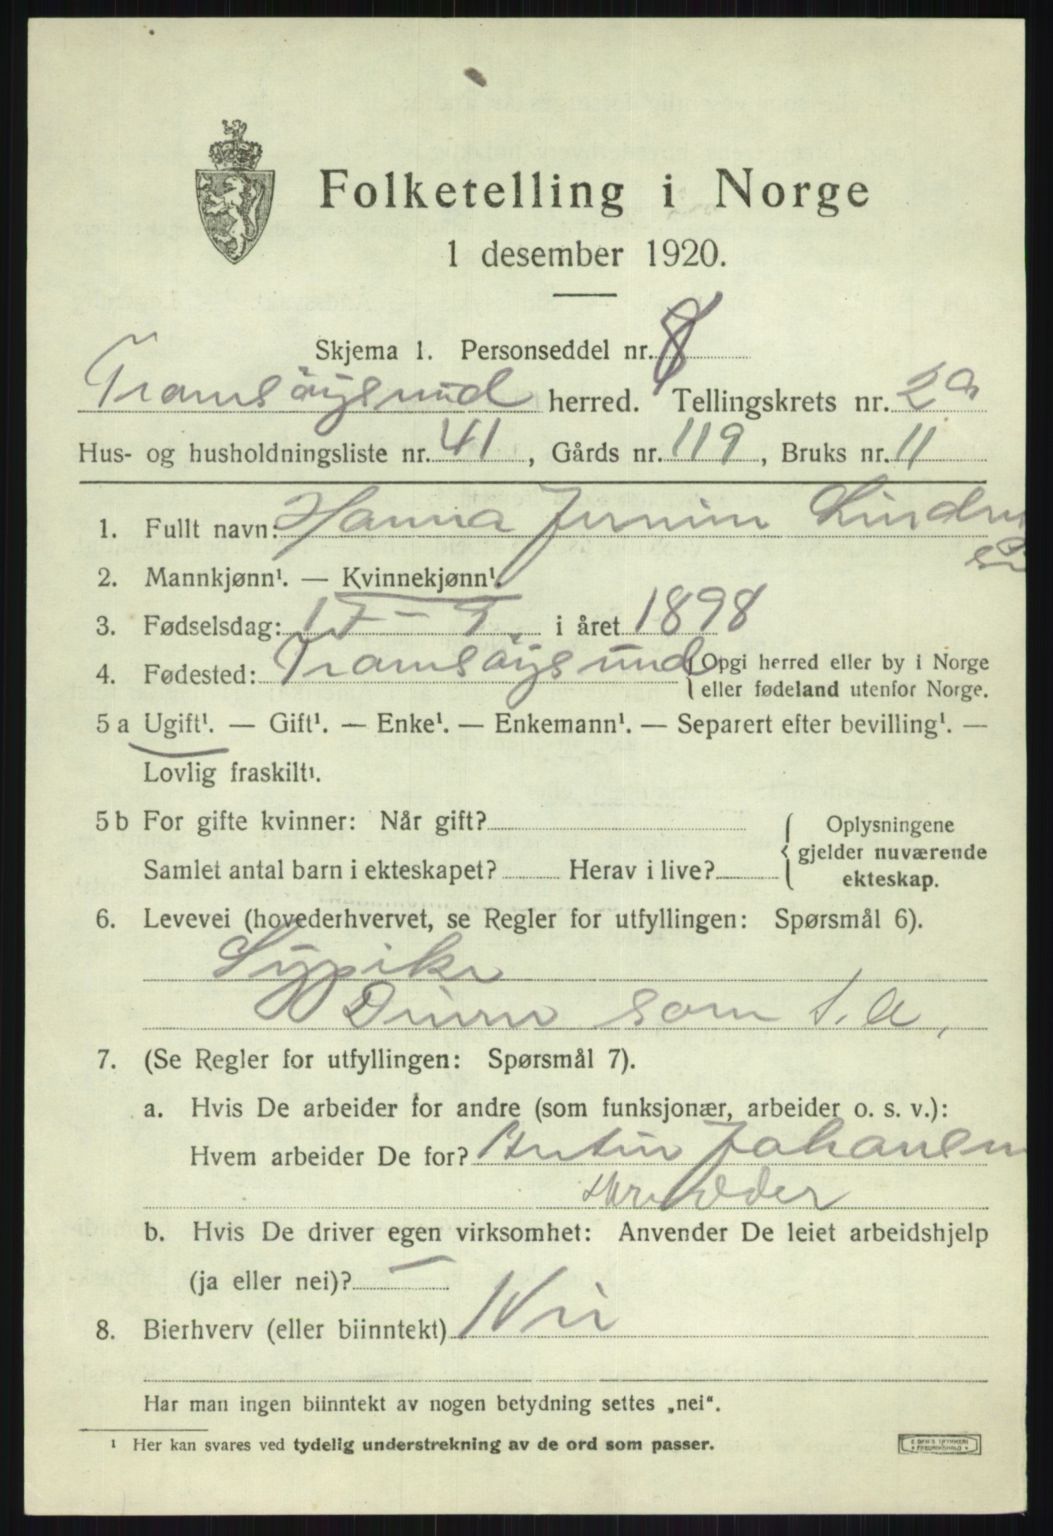 Folketelling i Norge
1 desember 1920.
Skjema 1. Personseddel nr. 8
Tromsöysund herred. Tellingskrets nr. 2a
Hus- og husholdningsliste nr. 41, Gårds nr. 119, Bruks nr. 11
1. Fullt navn: Hanna
2. Mannkjønn¹. — Kvinnekjønn¹.
3. Fødselsdag: 17 – 9. i året 1898
4. Fødested: Tromsöysund (Opgi herred eller by i Norge
eller fødeland utenfor Norge.
5 a Ugift¹. — Gift¹. — Enke¹. — Enkemann¹. — Separert efter bevilling¹. —
Lovlig fraskilt¹.
5 b For gifte kvinner: Når gift?
Samlet antal barn i ekteskapet? Herav i live?
Oplysningene
gjelder nuværende
ekteskap.
6. Levevei (hovederhvervet, se Regler for utfyllingen: Spørsmål 6).
Sypike
som
7. (Se Regler for utfyllingen: Spørsmål 7).
a. Hvis De arbeider for andre (som funksjonær, arbeider o. s. v.):
Hvem arbeider De for? Johansen
skrædder
b. Hvis De driver egen virksomhet: Anvender De leiet arbeidshjelp
(ja eller nei)? —
8. Bierhverv (eller biinntekt) Nei
Har man ingen biinntekt av nogen betydning settes „nei“.
¹ Her kan svares ved tydelig understrekning av de ord som passer.